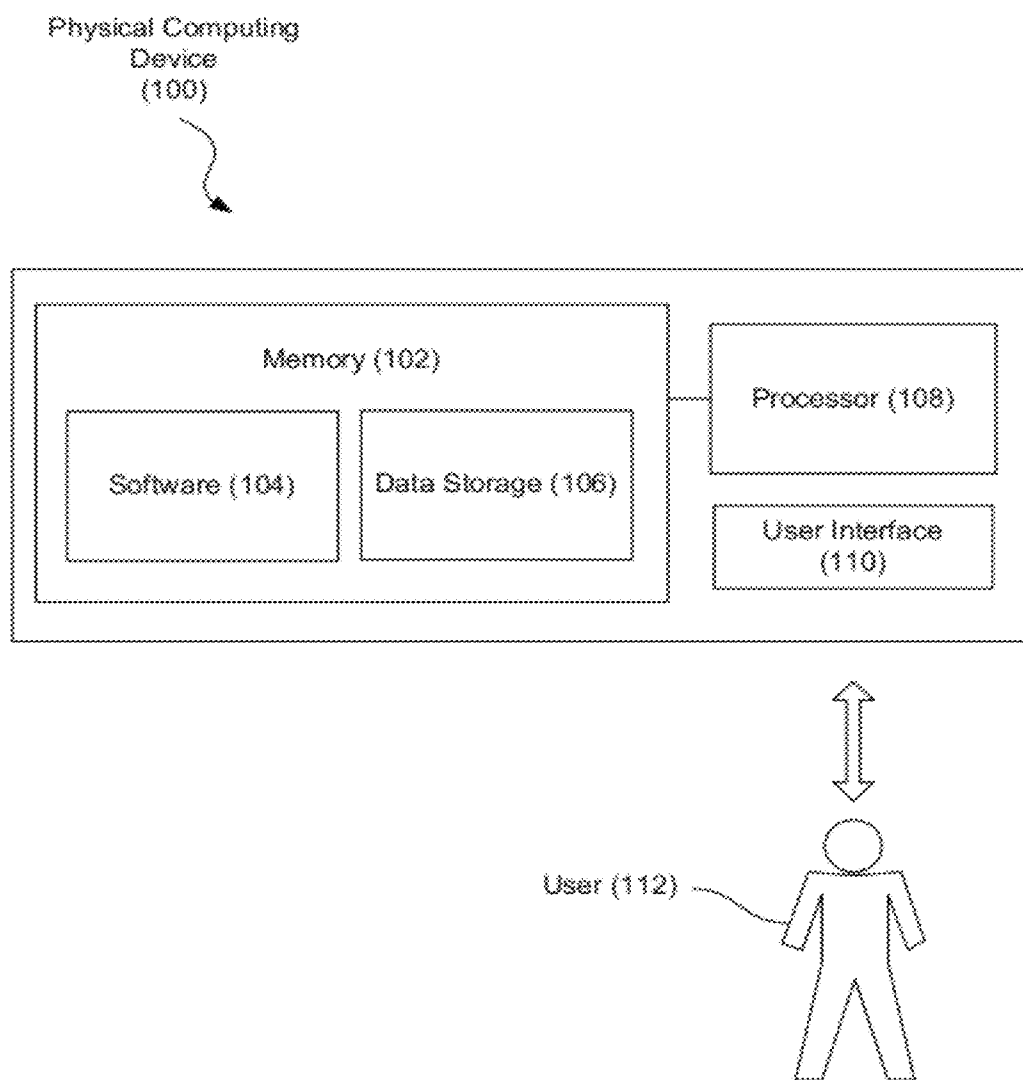 Physical Computing
Device
(100)
Memory (102)
Software (104)
Data Storage (106)
Processor (108)
User Interface
(110)
User (112)